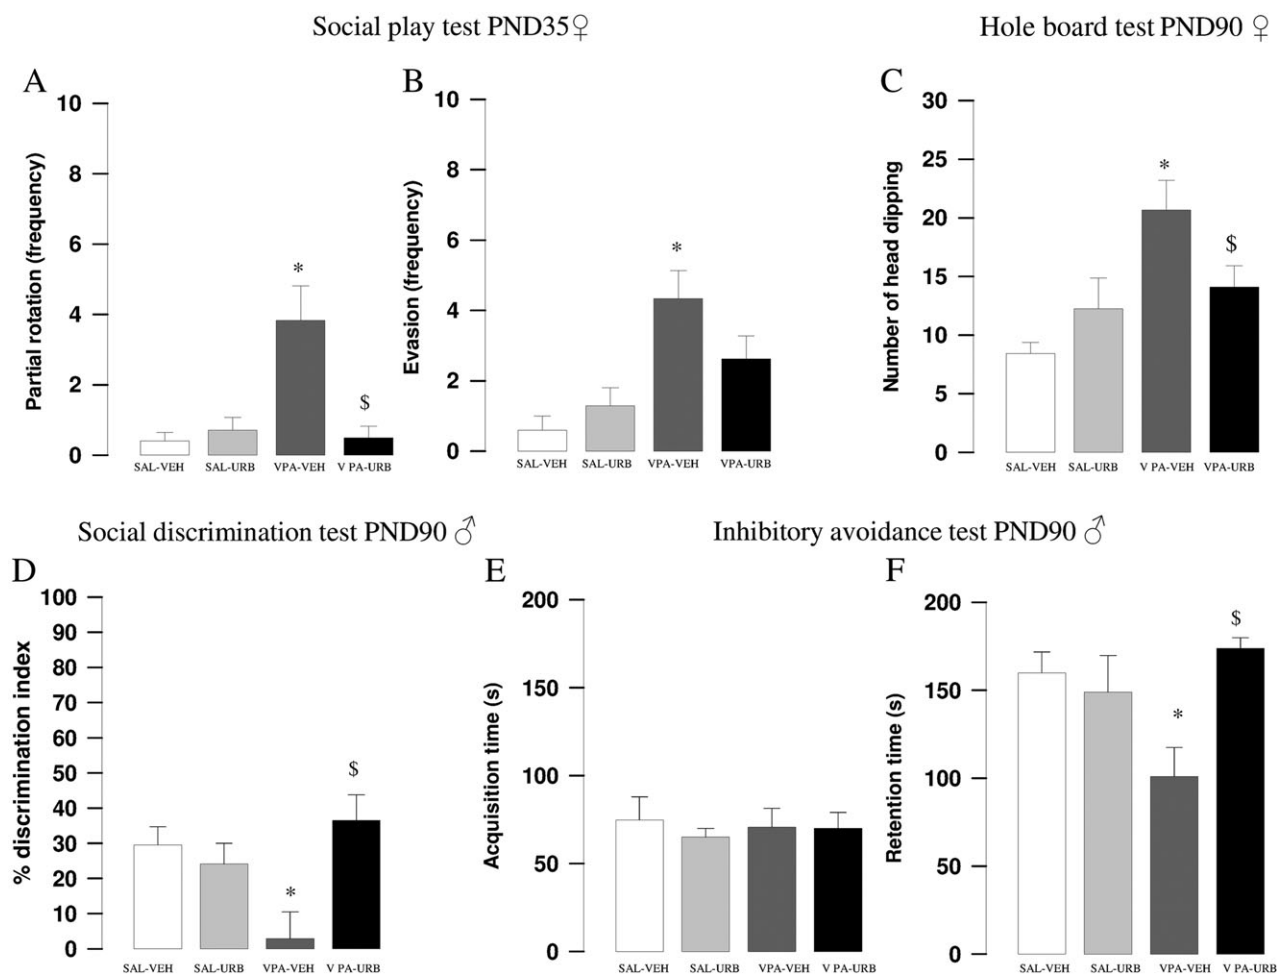 Social play test PND35♀
Hole board test PND90 ♀
A
10
8
6
4
2
0
Partial rotation (frequency)
*
$
SAL-VEH SAL-URB VPA-VEH V PA-URB
B
10
8
6
4
2
0
Evasion (frequency)
*
SAL-VEH SAL-URB VPA-VEH VPA-URB
C
30
25
20
15
10
5
0
Number of head dipping
*
$
SAL-VEH SAL-URB V PA-VEH VPA-URB
Social discrimination test PND90 ♂
Inhibitory avoidance test PND90 ♂
D
100
90
80
70
60
50
40
30
20
10
0
% discrimination index
*
$
SAL-VEH SAL-URB VPA-VEH V PA-URB
E
200
150
100
50
0
Acquisition time (s)
SAL-VEH SAL-URB VPA-VEH V PA-URB
F
200
150
100
50
0
Retention time (s)
*
$
SAL-VEH SAL-URB VPA-VEH V PA-URB